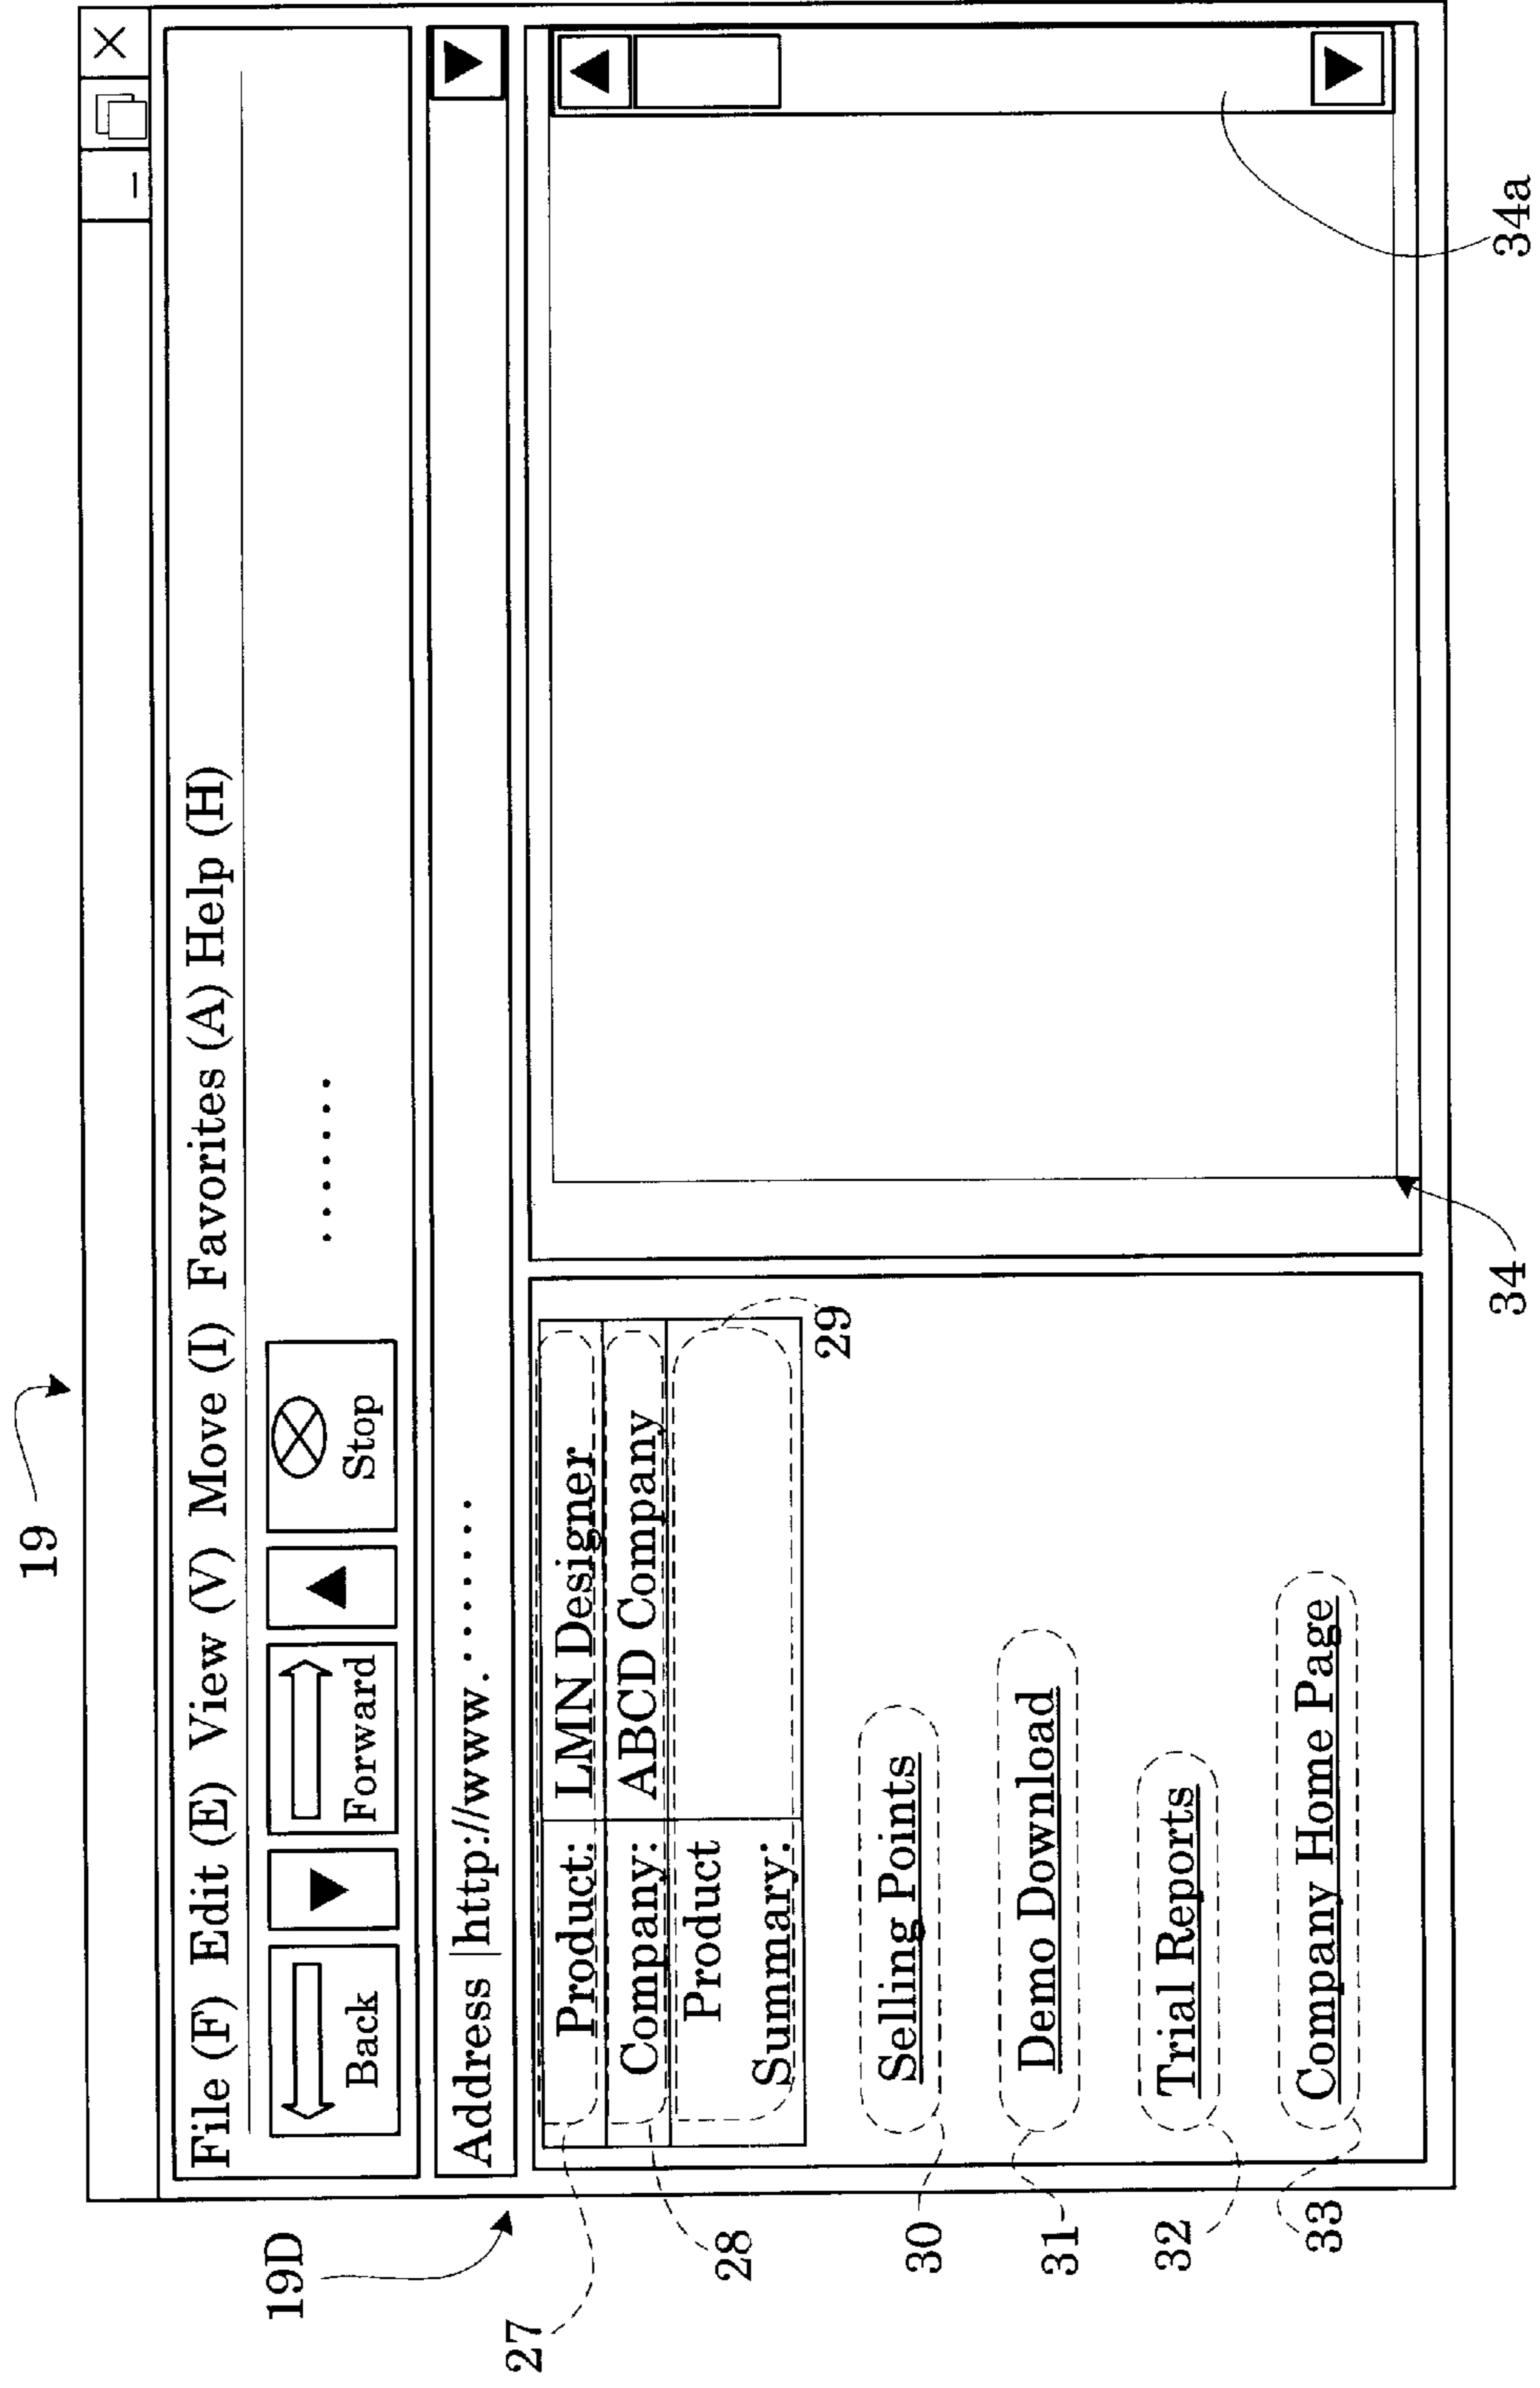 19
File (F) Edit (E) View (V) Move (I) Favorites (A) Help (H)
Back
Forward
Stop
......
Address http://www........
19D
Product: LMN Designer
27
Company: ABCD Company
28
Product
Summary:
29
Selling Points
30
Demo Download
31
Trial Reports
32
Company Home Page
33
34
34a